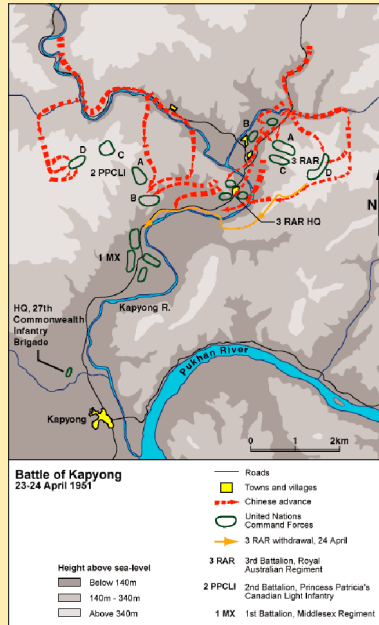 B
A
D
C
A
3 RAR
2 PPCLI
C
D
B
N
3 RAR HQ
1 MX
HQ, 27th
Commonwealth
Infantry
Brigade
Kapyong R.
Pukhan River
Kapyong
0 1 2km
Battle of Kapyong
23-24 April 1951
Roads
Towns and villages
Chinese advance
United Nations
Command Forces
3 RAR withdrawal, 24 April
3 RAR 3rd Battalion, Royal
Australian Regiment
2 PPCLI 2nd Battalion, Princess Patricia's
Canadian Light Infantry
1 MX 1st Battalion, Middlesex Regiment
Height above sea-level
Below 140m
140m - 340m
Above 340m